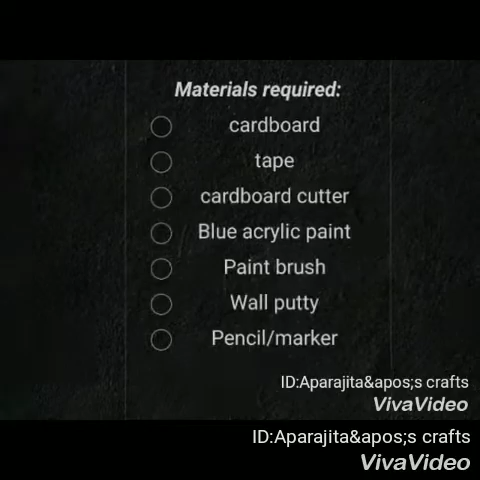 Materials required:
cardboard
tape
cardboard cutter
Blue acrylic paint
Paint brush
Wall putty
Pencil/marker
ID:Aparajita&apos;s crafts
VivaVideo
ID:Aparajita&apos;s crafts
VivaVideo